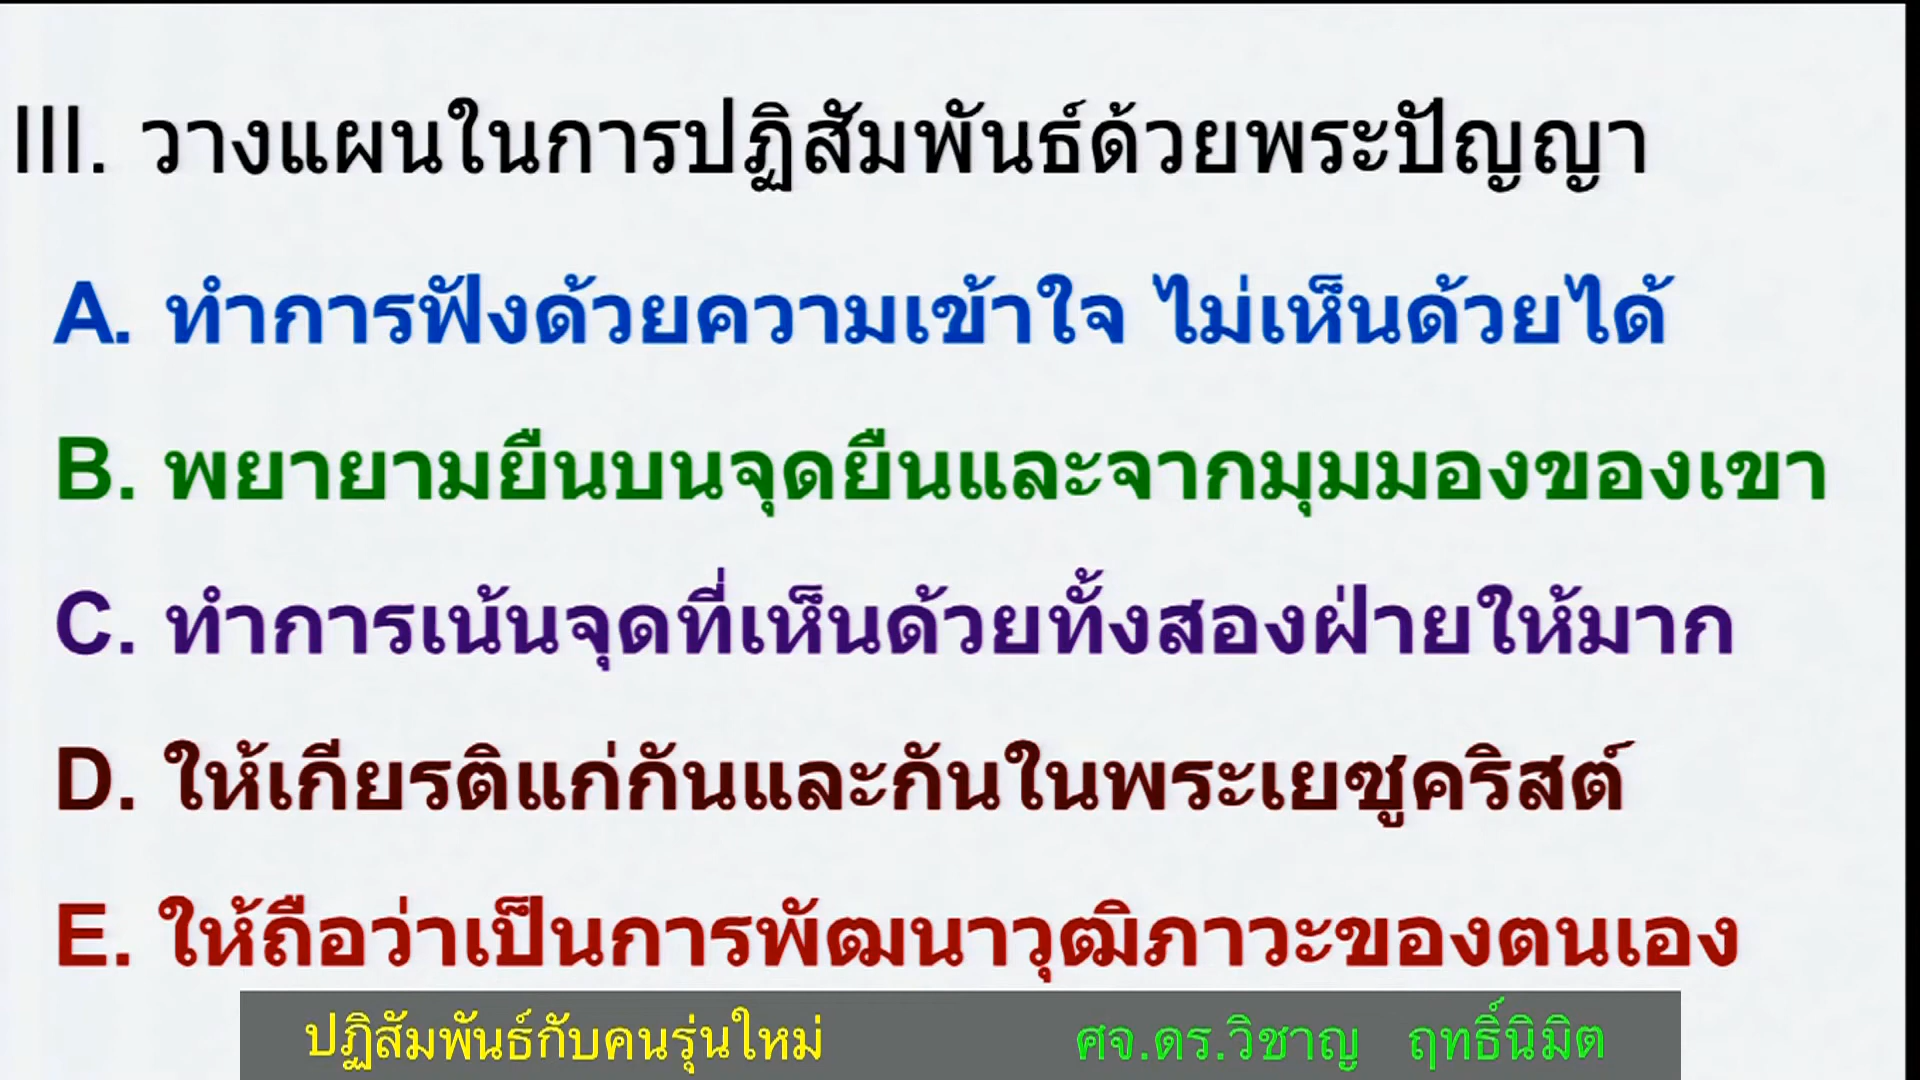 III. วางแผนในการปฏิสัมพันธ์ด้วยพระปัญญา
A. ทำการฟังด้วยความเข้าใจ ไม่เห็นด้วยได้
B. พยายามยืนบนจุดยืนและจากมุมมองของเขา
C. ทำการเน้นจุดที่เห็นด้วยทั้งสองฝ่ายให้มาก
D. ให้เกียรติแก่กันและกันในพระเยซูคริสต์
E. ให้ถือว่าเป็นการพัฒนาวุฒิภาวะของตนเอง
ปฏิสัมพันธ์กับคนรุ่นใหม่ ศจ.ดร.วิชาญ ฤทธิ์นิมิต